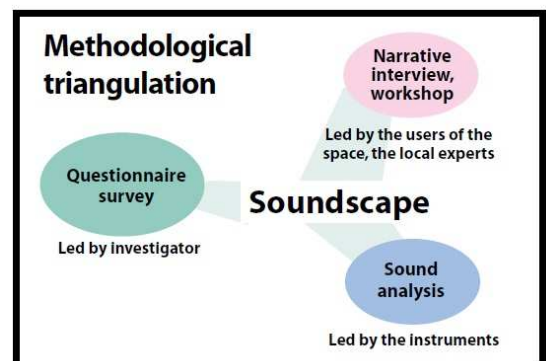 Methodological
triangulation
Narrative
interview,
workshop
Led by the users of the
space, the local experts
Questionnaire
survey
Led by investigator
Soundscape
Sound
analysis
Led by the instruments